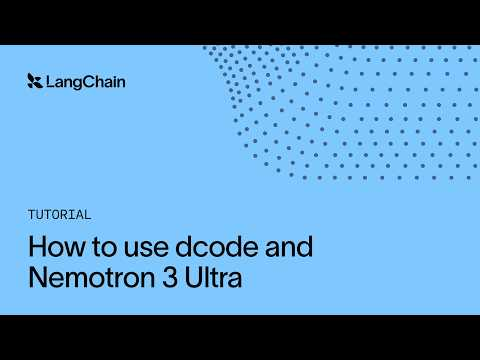 LangChain
TUTORIAL
How to use dcode and
Nemotron 3 Ultra